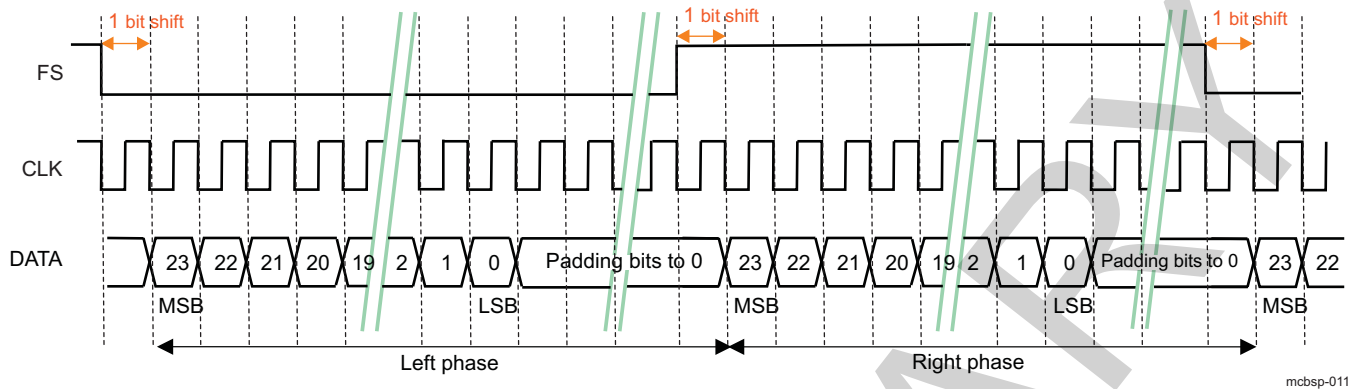 1 bit shift 1 bit shift 1 bit shift
FS
CLK
DATA 23 22 21 20 19 2 1 0 Padding bits to 0 23 22 21 20 19 2 1 0 Padding bits to 0 23 22
MSB LSB MSB LSB MSB
Left phase Right phase
mcbsp-011